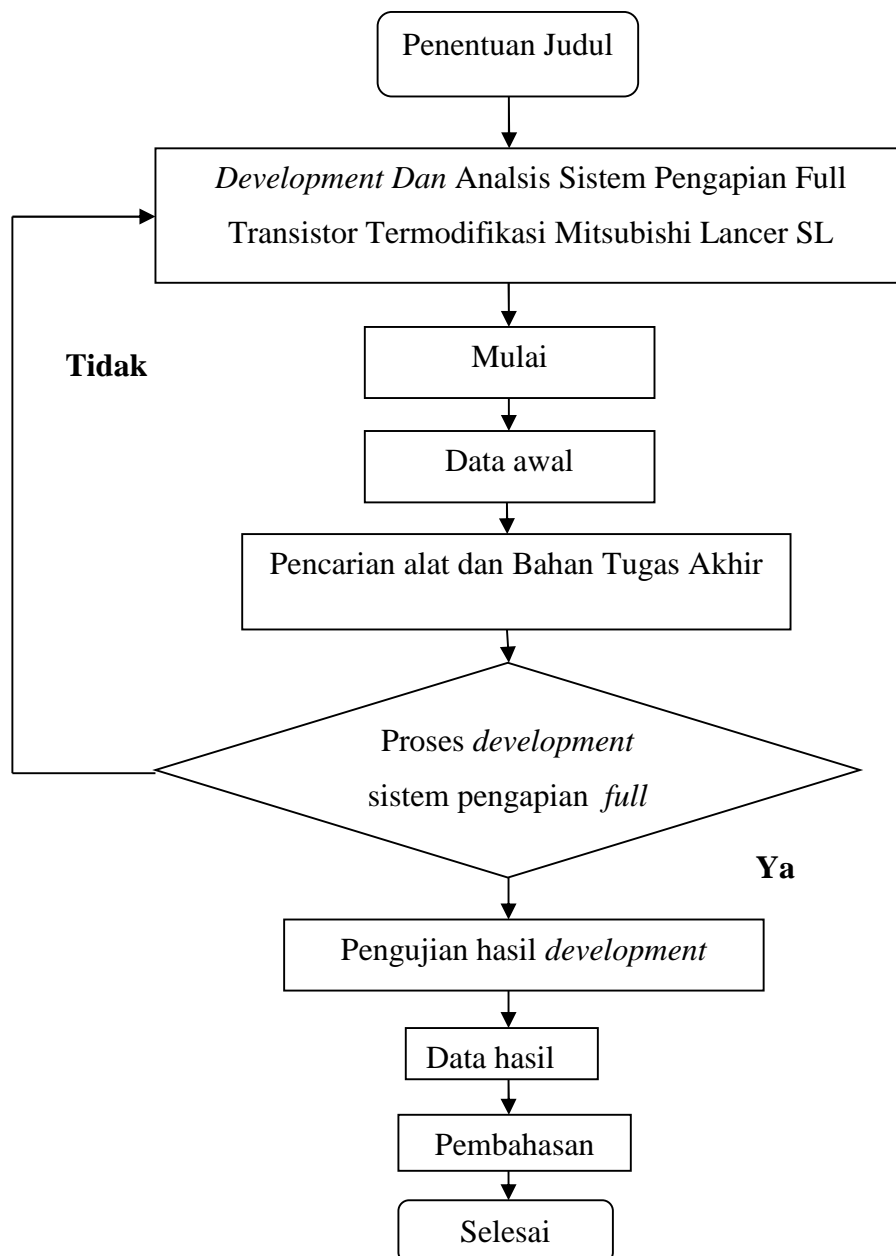 Penentuan Judul
Development Dan Analsis Sistem Pengapian Full
Transistor Termodifikasi Mitsubishi Lancer SL
Tidak
Mulai
Data awal
Pencarian alat dan Bahan Tugas Akhir
Proses development
sistem pengapian full
Ya
Pengujian hasil development
Data hasil
Pembahasan
Selesai